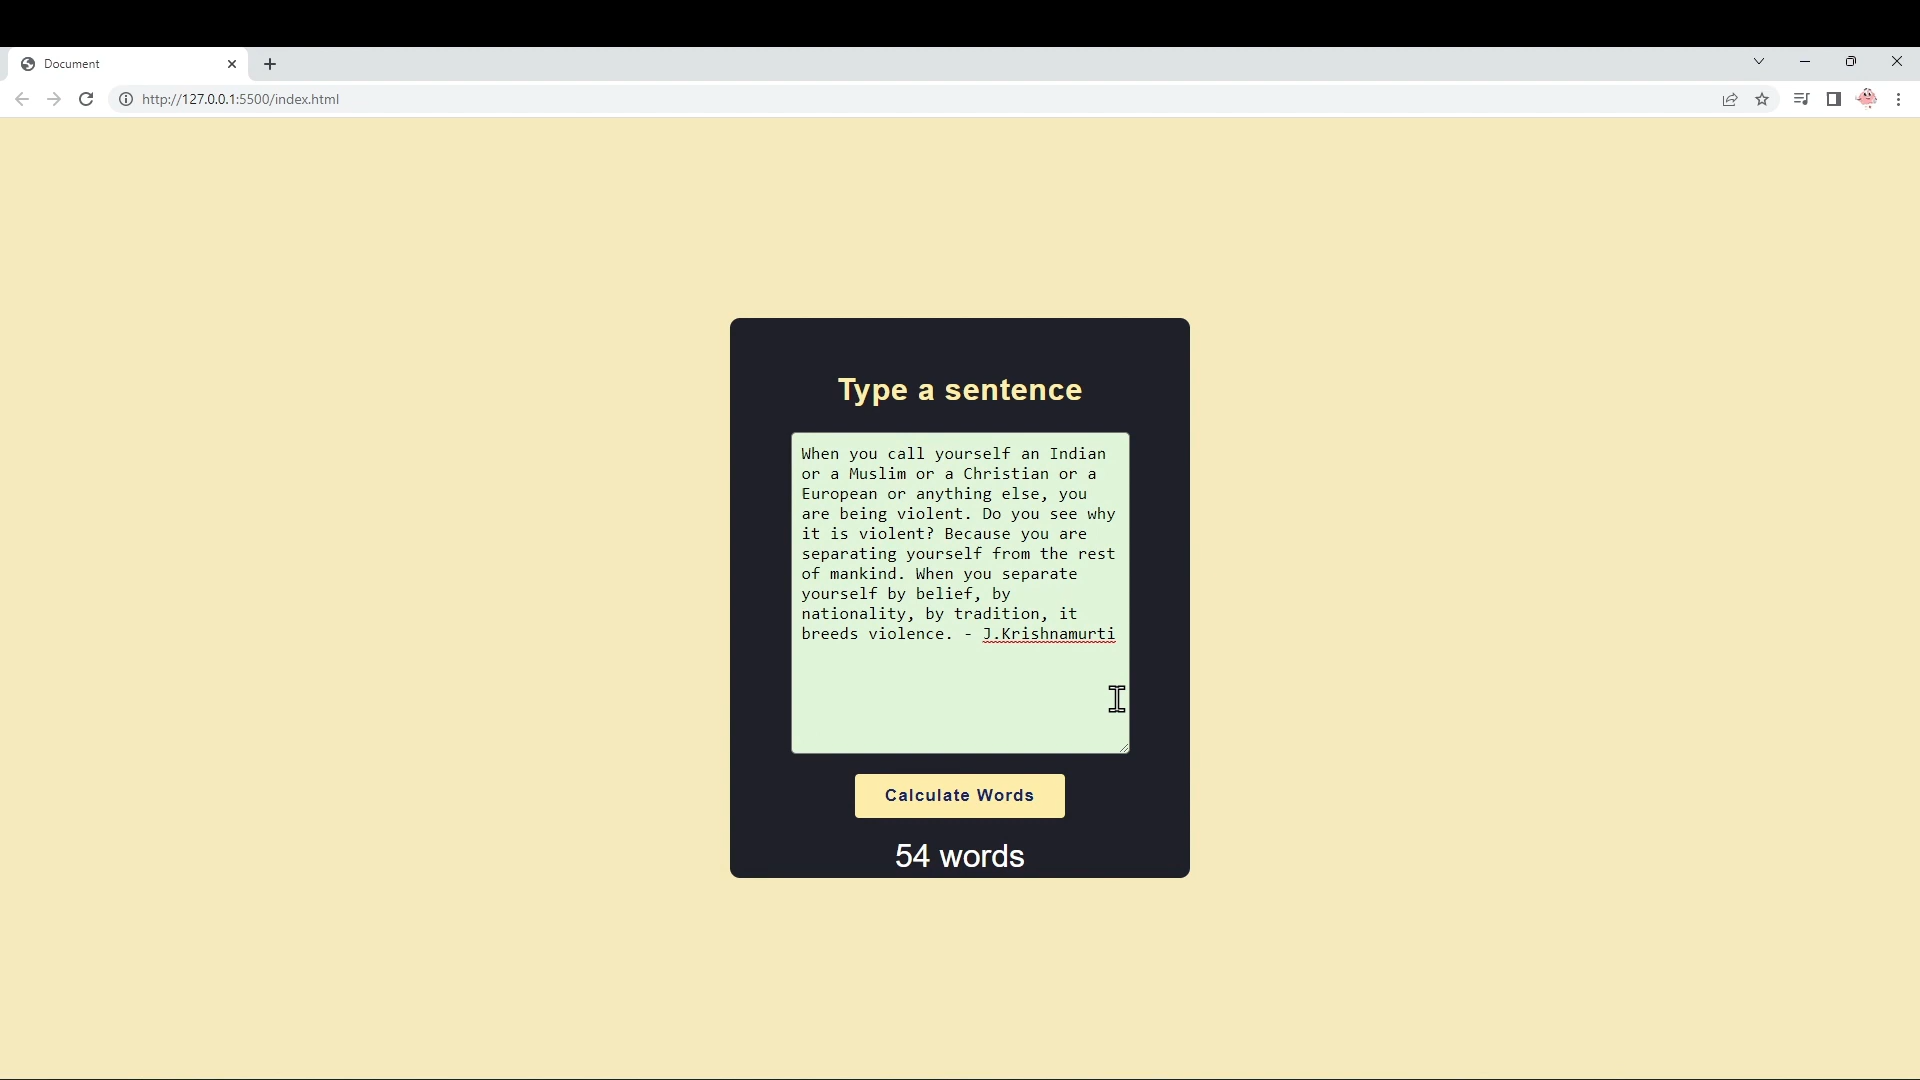 Document
http://127.0.0.1:5500/index.html
Type a sentence
When you call yourself an Indian
or a Muslim or a Christian or a
European or anything else, you
are being violent. Do you see why
it is violent? Because you are
separating yourself from the rest
of mankind. When you separate
yourself by belief, by
nationality, by tradition, it
breeds violence. - J.Krishnamurti
Calculate Words
54 words